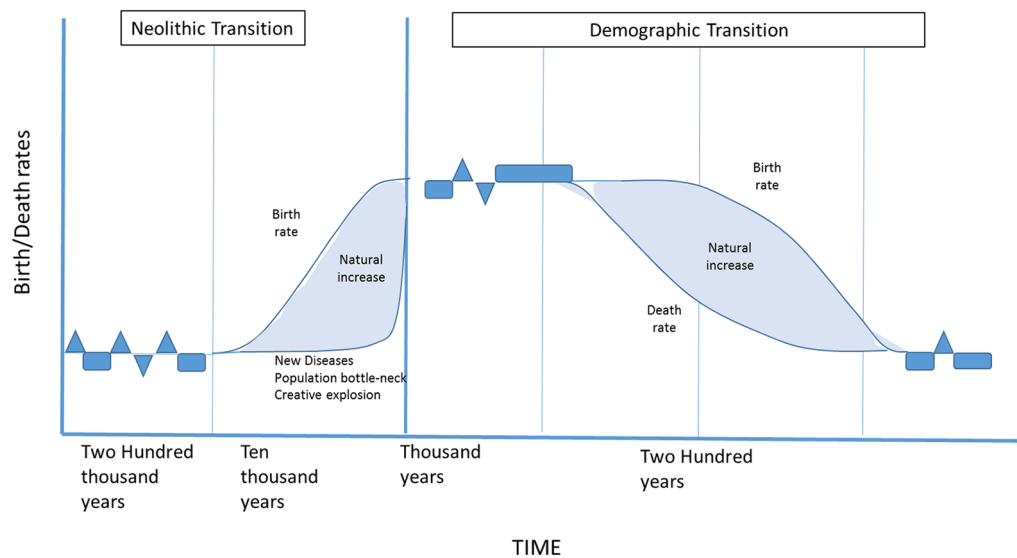 Neolithic Transition
Demographic Transition
Birth/Death rates
Birth
rate
Natural
increase
New Diseases
Population bottle-neck
Creative explosion
Birth
rate
Natural
increase
Death
rate
Two Hundred
thousand
years
Ten
thousand
years
Thousand
years
Two Hundred
years
TIME